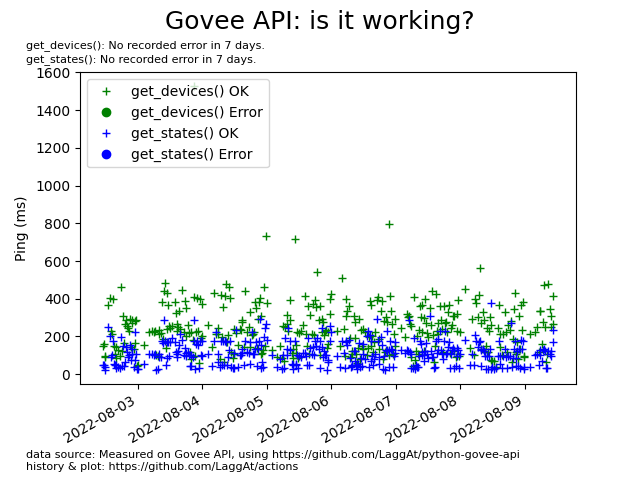 Govee API: is it working?
get_devices(): No recorded error in 7 days.
get_states(): No recorded error in 7 days.
get_devices() OK
get_devices() Error
get_states() OK
get_states() Error
Ping (ms)
1600
1400
1200
1000
800
600
400
200
0
2022-08-03
2022-08-04
2022-08-05
2022-08-06
2022-08-07
2022-08-08
2022-08-09
data source: Measured on Govee API, using https://github.com/LaggAt/python-govee-api
history & plot: https://github.com/LaggAt/actions